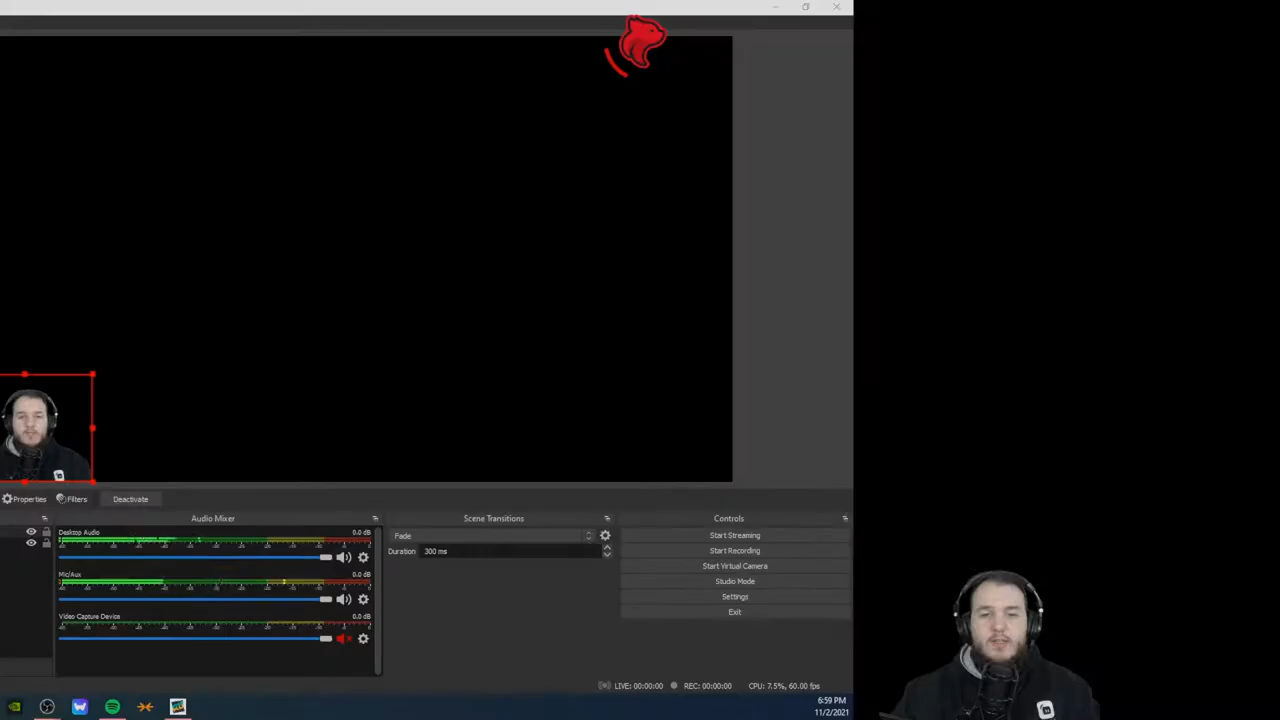 Properties Filters Deactivate
Audio Mixer
Desktop Audio 0.0 dB
Mic/Aux 0.0 dB
Video Capture Device 0.0 dB
Scene Transitions
Fade
Duration 300 ms
Controls
Start Streaming
Start Recording
Start Virtual Camera
Studio Mode
Settings
Exit
LIVE: 00:00:00 REC: 00:00:00 CPU: 7.5%, 60.00 fps
6:59 PM
11/2/2021